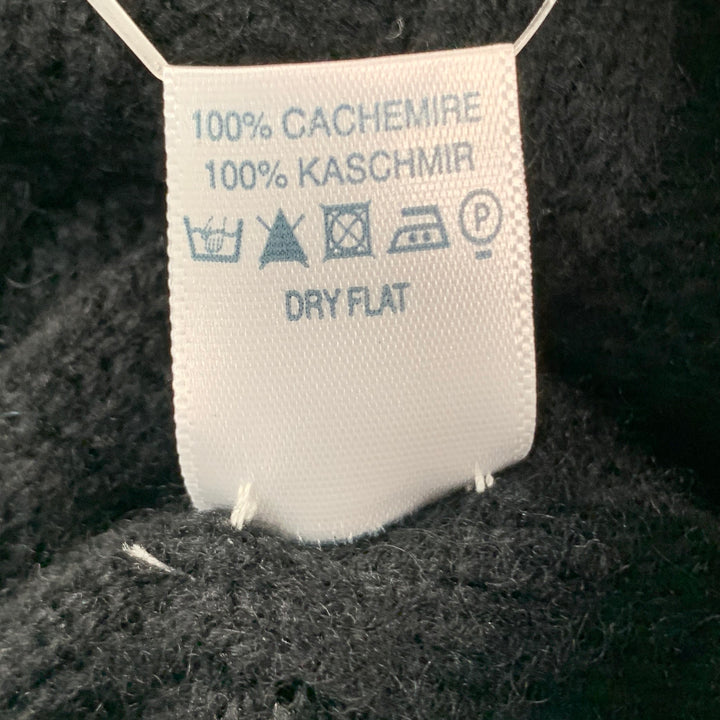 100% CACHEMIRE
100% KASCHMIR
P
DRY FLAT